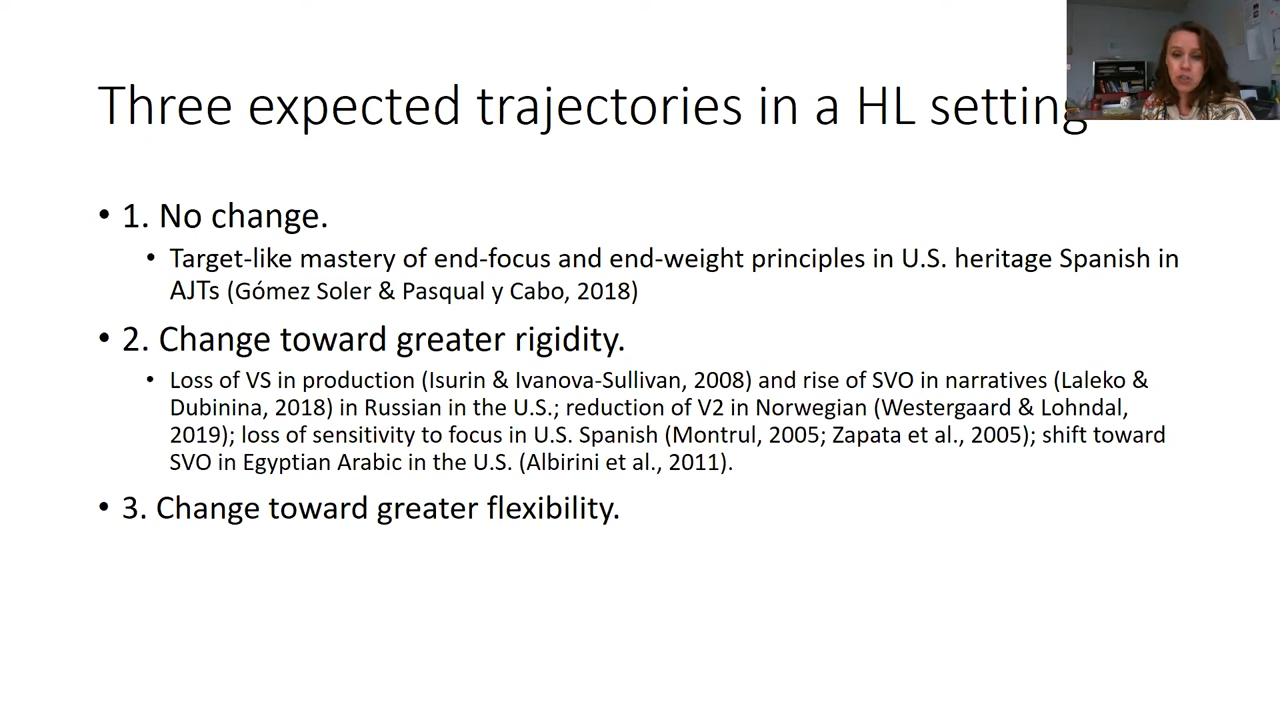 Three expected trajectories in a HL setting
• 1. No change.
• Target-like mastery of end-focus and end-weight principles in U.S. heritage Spanish in
AJTs (Gómez Soler & Pasqual y Cabo, 2018)
• 2. Change toward greater rigidity.
• Loss of VS in production (Isurin & Ivanova-Sullivan, 2008) and rise of SVO in narratives (Laleko &
Dubinina, 2018) in Russian in the U.S.; reduction of V2 in Norwegian (Westergaard & Lohndal,
2019); loss of sensitivity to focus in U.S. Spanish (Montrul, 2005; Zapata et al., 2005); shift toward
SVO in Egyptian Arabic in the U.S. (Albirini et al., 2011).
• 3. Change toward greater flexibility.